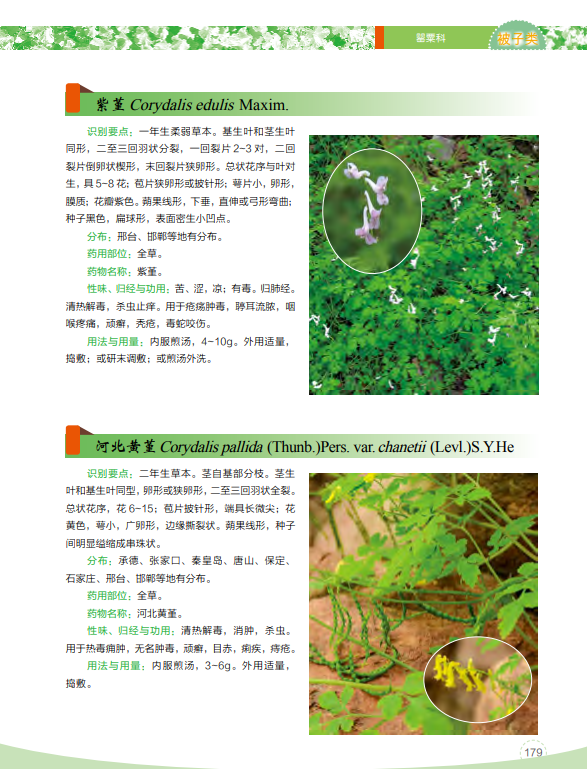 罂粟科
被子类
紫堇 Corydalis edulis Maxim.
识别要点：一年生柔弱草本。基生叶和茎生叶
同形，二至三回羽状分裂，一回裂片 2~3 对，二回
裂片倒卵状楔形，末回裂片狭卵形。总状花序与叶对
生，具 5~8 花；苞片狭卵形或披针形；萼片小，卵形，
膜质；花瓣紫色。蒴果线形，下垂，直伸或弓形弯曲；
种子黑色，扁球形，表面密生小凹点。
分布：邢台、邯郸等地有分布。
药用部位：全草。
药物名称：紫堇。
性味、归经与功用：苦、涩，凉；有毒。归肺经。
清热解毒，杀虫止痒。用于疮疡肿毒，聤耳流脓，咽
喉疼痛，顽癣，秃疮，毒蛇咬伤。
用法与用量：内服煎汤，4~10g。外用适量，
捣敷；或研末调敷；或煎汤外洗。
河北黄堇 Corydalis pallida (Thunb.)Pers. var. chanetii (Levl.)S.Y.He
识别要点：二年生草本。茎自基部分枝。茎生
叶和基生叶同型，卵形或狭卵形，二至三回羽状全裂。
总状花序，花 6~15；苞片披针形，端具长微尖；花
黄色，萼小，广卵形，边缘撕裂状。蒴果线形，种子
间明显缢缩成串珠状。
分布：承德、张家口、秦皇岛、唐山、保定、
石家庄、邢台、邯郸等地有分布。
药用部位：全草。
药物名称：河北黄堇。
性味、归经与功用：清热解毒，消肿，杀虫。
用于热毒痈肿，无名肿毒，顽癣，目赤，痢疾，痔疮。
用法与用量：内服煎汤，3~6g。外用适量，
捣敷。
179